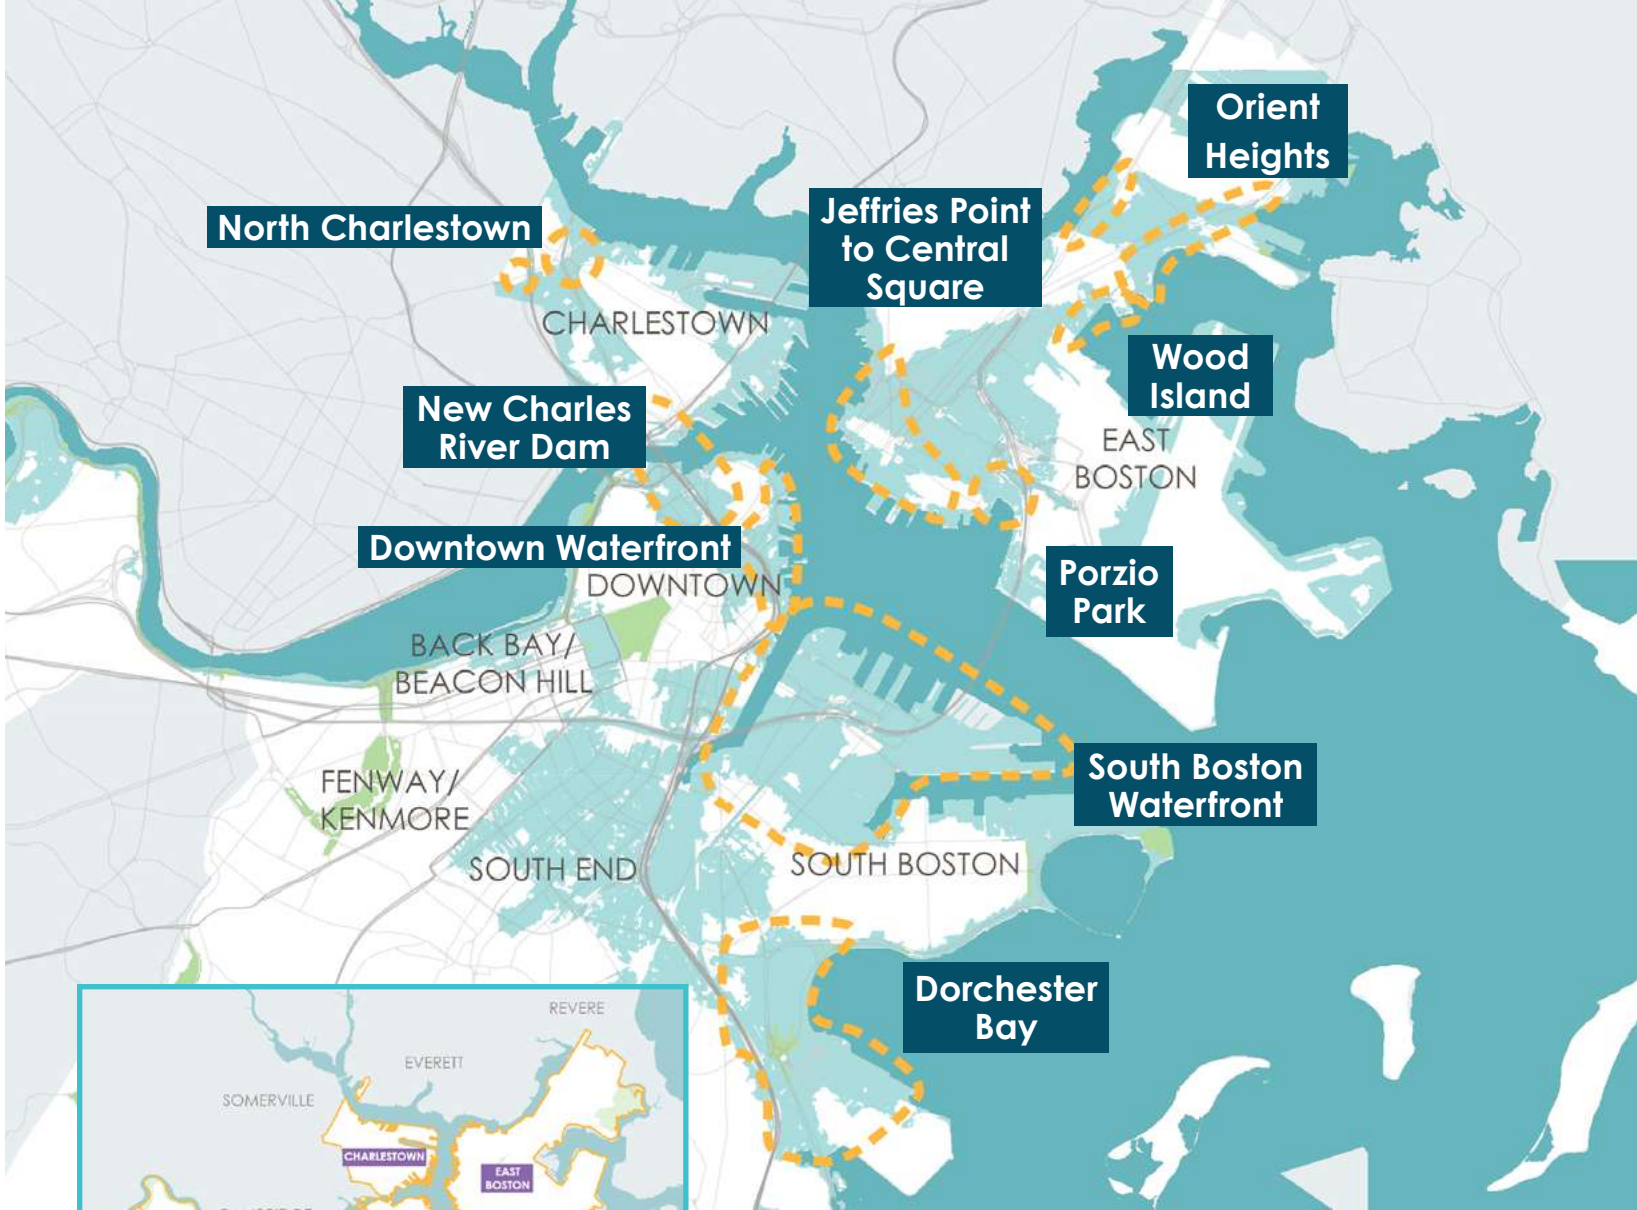 Orient
Heights
North Charlestown
Jeffries Point
to Central
Square
CHARLESTOWN
Wood
Island
New Charles
River Dam
EAST
BOSTON
Downtown Waterfront
DOWNTOWN
Porzio
Park
BACK BAY/
BEACON HILL
South Boston
Waterfront
FENWAY/
KENMORE
SOUTH END
SOUTH BOSTON
Dorchester
Bay
REVERE
EVERETT
SOMERVILLE
CHARLESTOWN
EAST
BOSTON